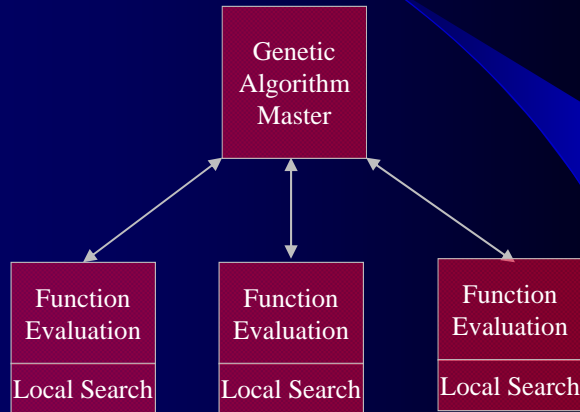 Genetic
Algorithm
Master
Function
Evaluation
Local Search
Function
Evaluation
Local Search
Function
Evaluation
Local Search